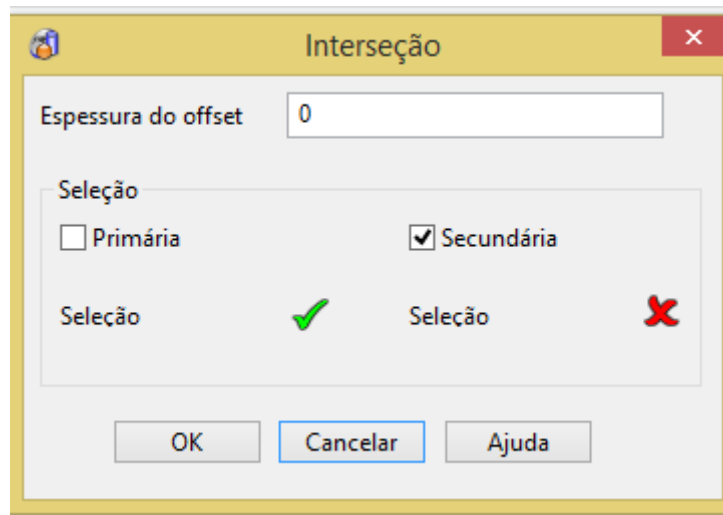 Interseção
Espessura do offset 0
Seleção
Primária Secundária
Seleção Seleção
OK Cancelar Ajuda